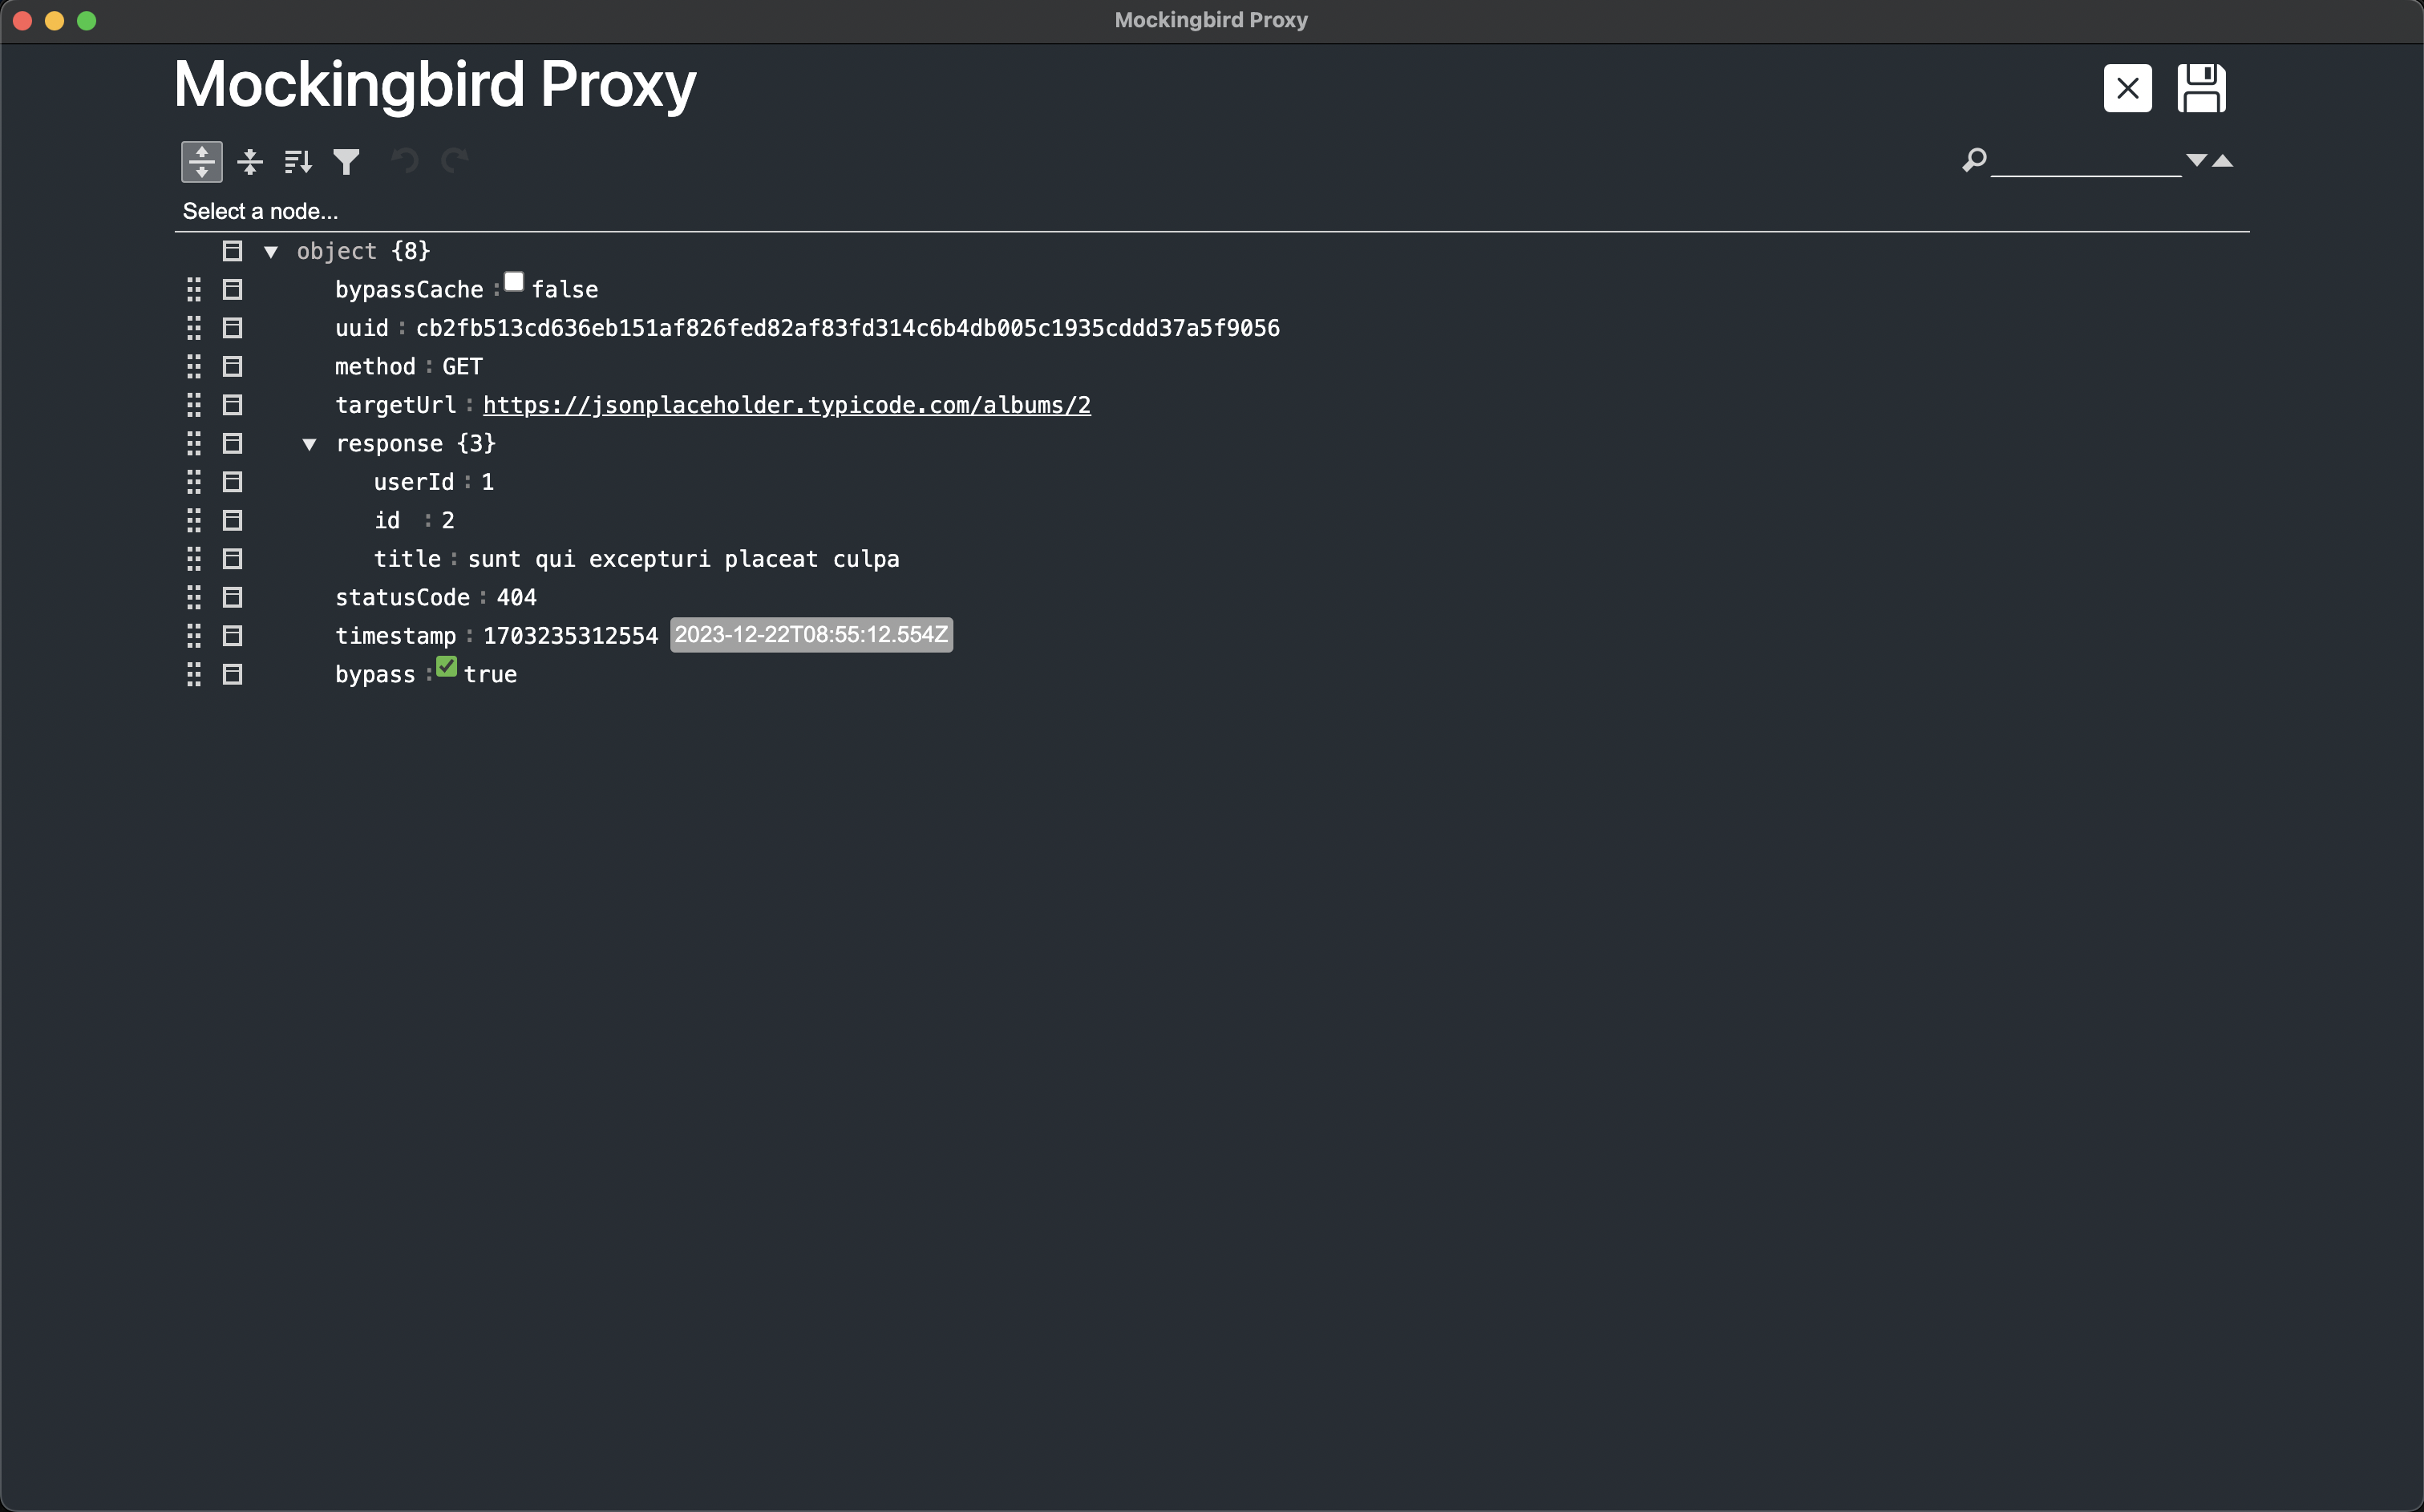 Mockingbird Proxy
Mockingbird Proxy
Select a node...
object {8}
bypassCache : false
uuid : cb2fb513cd636eb151af826fed82af83fd314c6b4db005c1935cddd37a5f9056
method : GET
targetUrl : https://jsonplaceholder.typicode.com/albums/2
response {3}
userId : 1
id : 2
title : sunt qui excepturi placeat culpa
statusCode : 404
timestamp : 1703235312554 2023-12-22T08:55:12.554Z
bypass : true